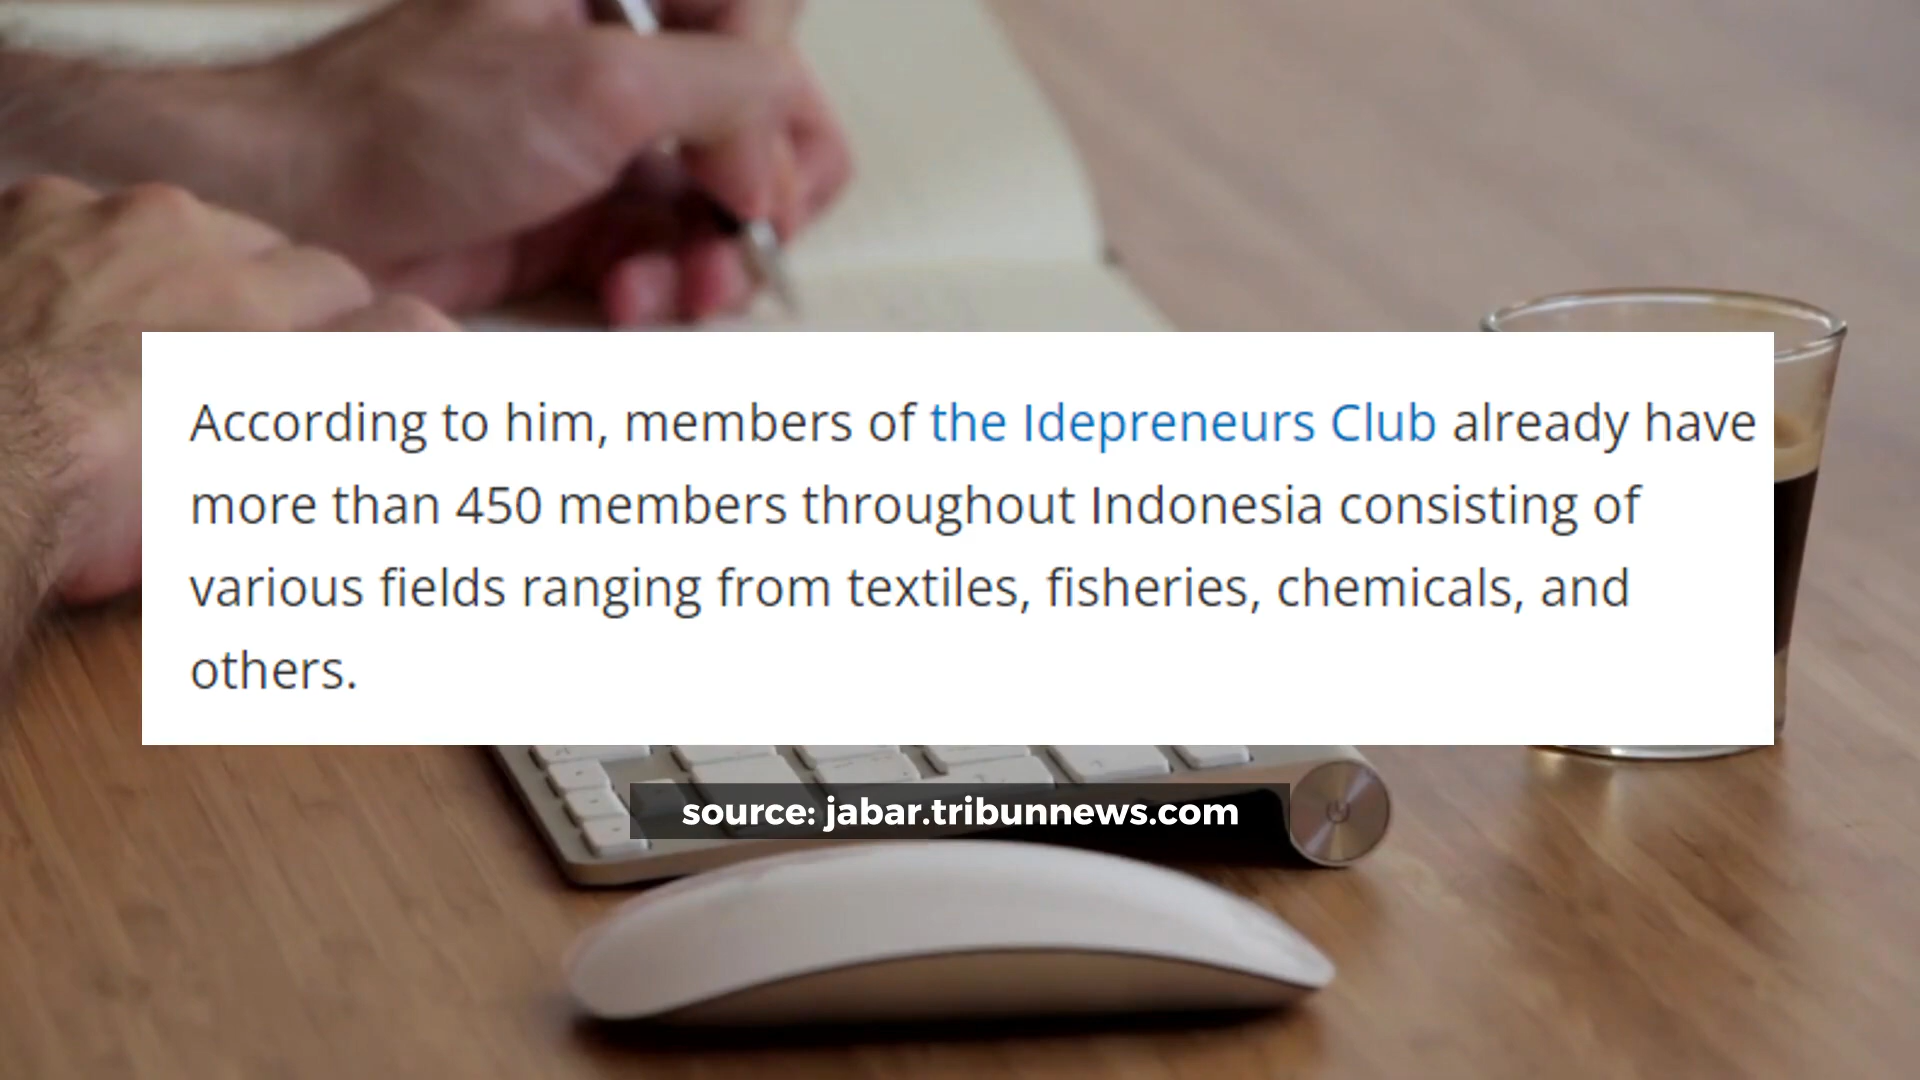 According to him, members of the Idepreneurs Club already have
more than 450 members throughout Indonesia consisting of
various fields ranging from textiles, fisheries, chemicals, and
others.
source: jabar.tribunnews.com